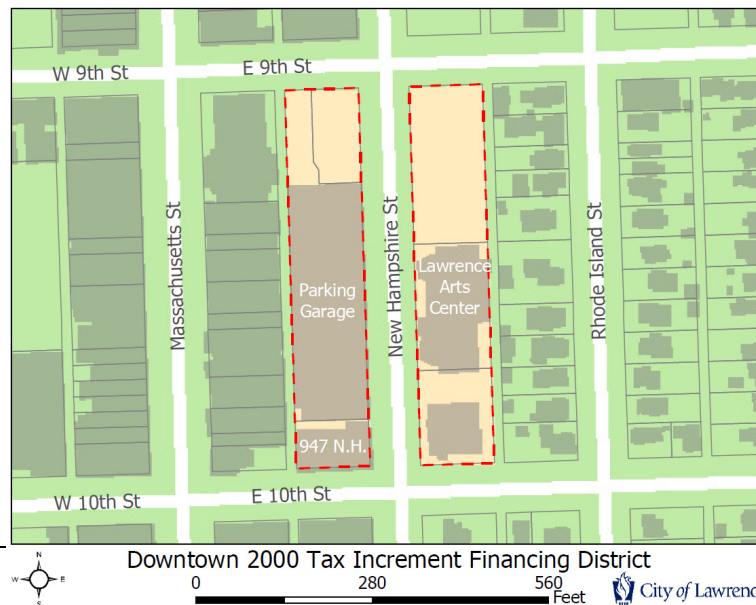 W 9th St
E 9th St
Massachusetts St
New Hampshire St
Rhode Island St
Parking
Garage
Lawrence
Arts
Center
947 N.H.
W 10th St
E 10th St
Downtown 2000 Tax Increment Financing District
N
W
E
S
0
280
560
Feet
City of Lawrenc